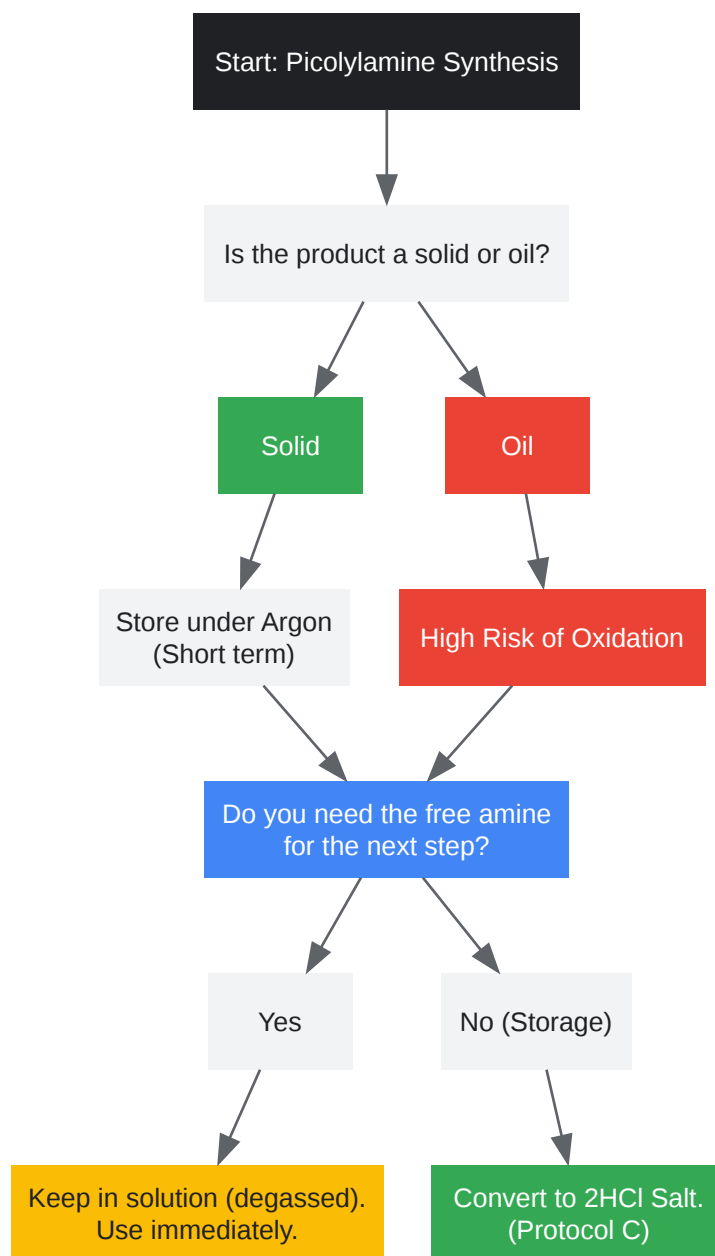 Start: Picolylamine Synthesis
Is the product a solid or oil?
Solid
Oil
Store under Argon
(Short term)
High Risk of Oxidation
Do you need the free amine
for the next step?
Yes
No (Storage)
Keep in solution (degassed).
Use immediately.
Convert to 2HCl Salt.
(Protocol C)